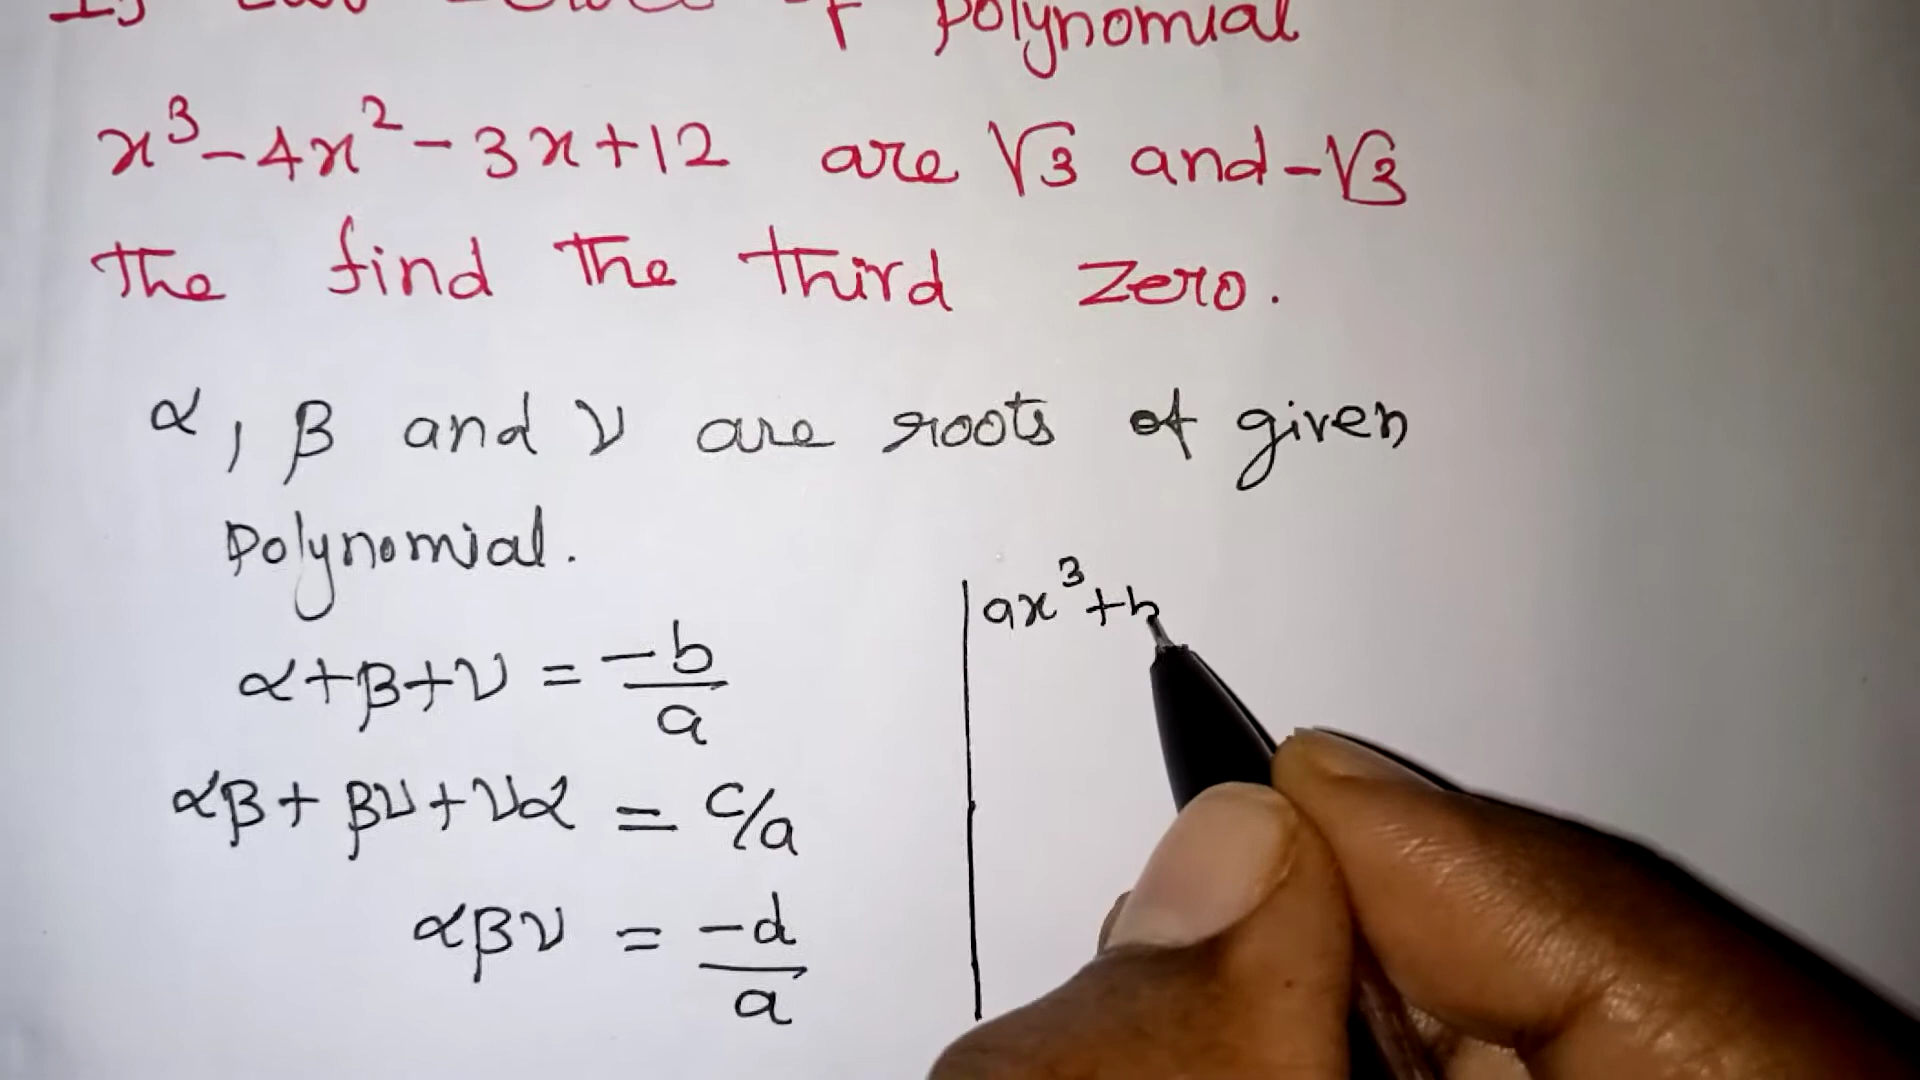 polynomial
x³-4x²-3x+12 are √3 and -√3
the find the third zero.
α, β and ν are roots of given
polynomial.
α+β+ν = -b/a
αβ+βν+να = c/a
αβν = -d/a
ax³+b